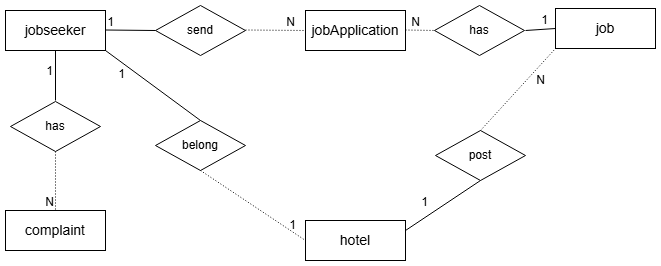 jobseeker
1
send
N
jobApplication
N
has
1
job
1
1
N
has
belong
post
N
1
1
complaint
hotel